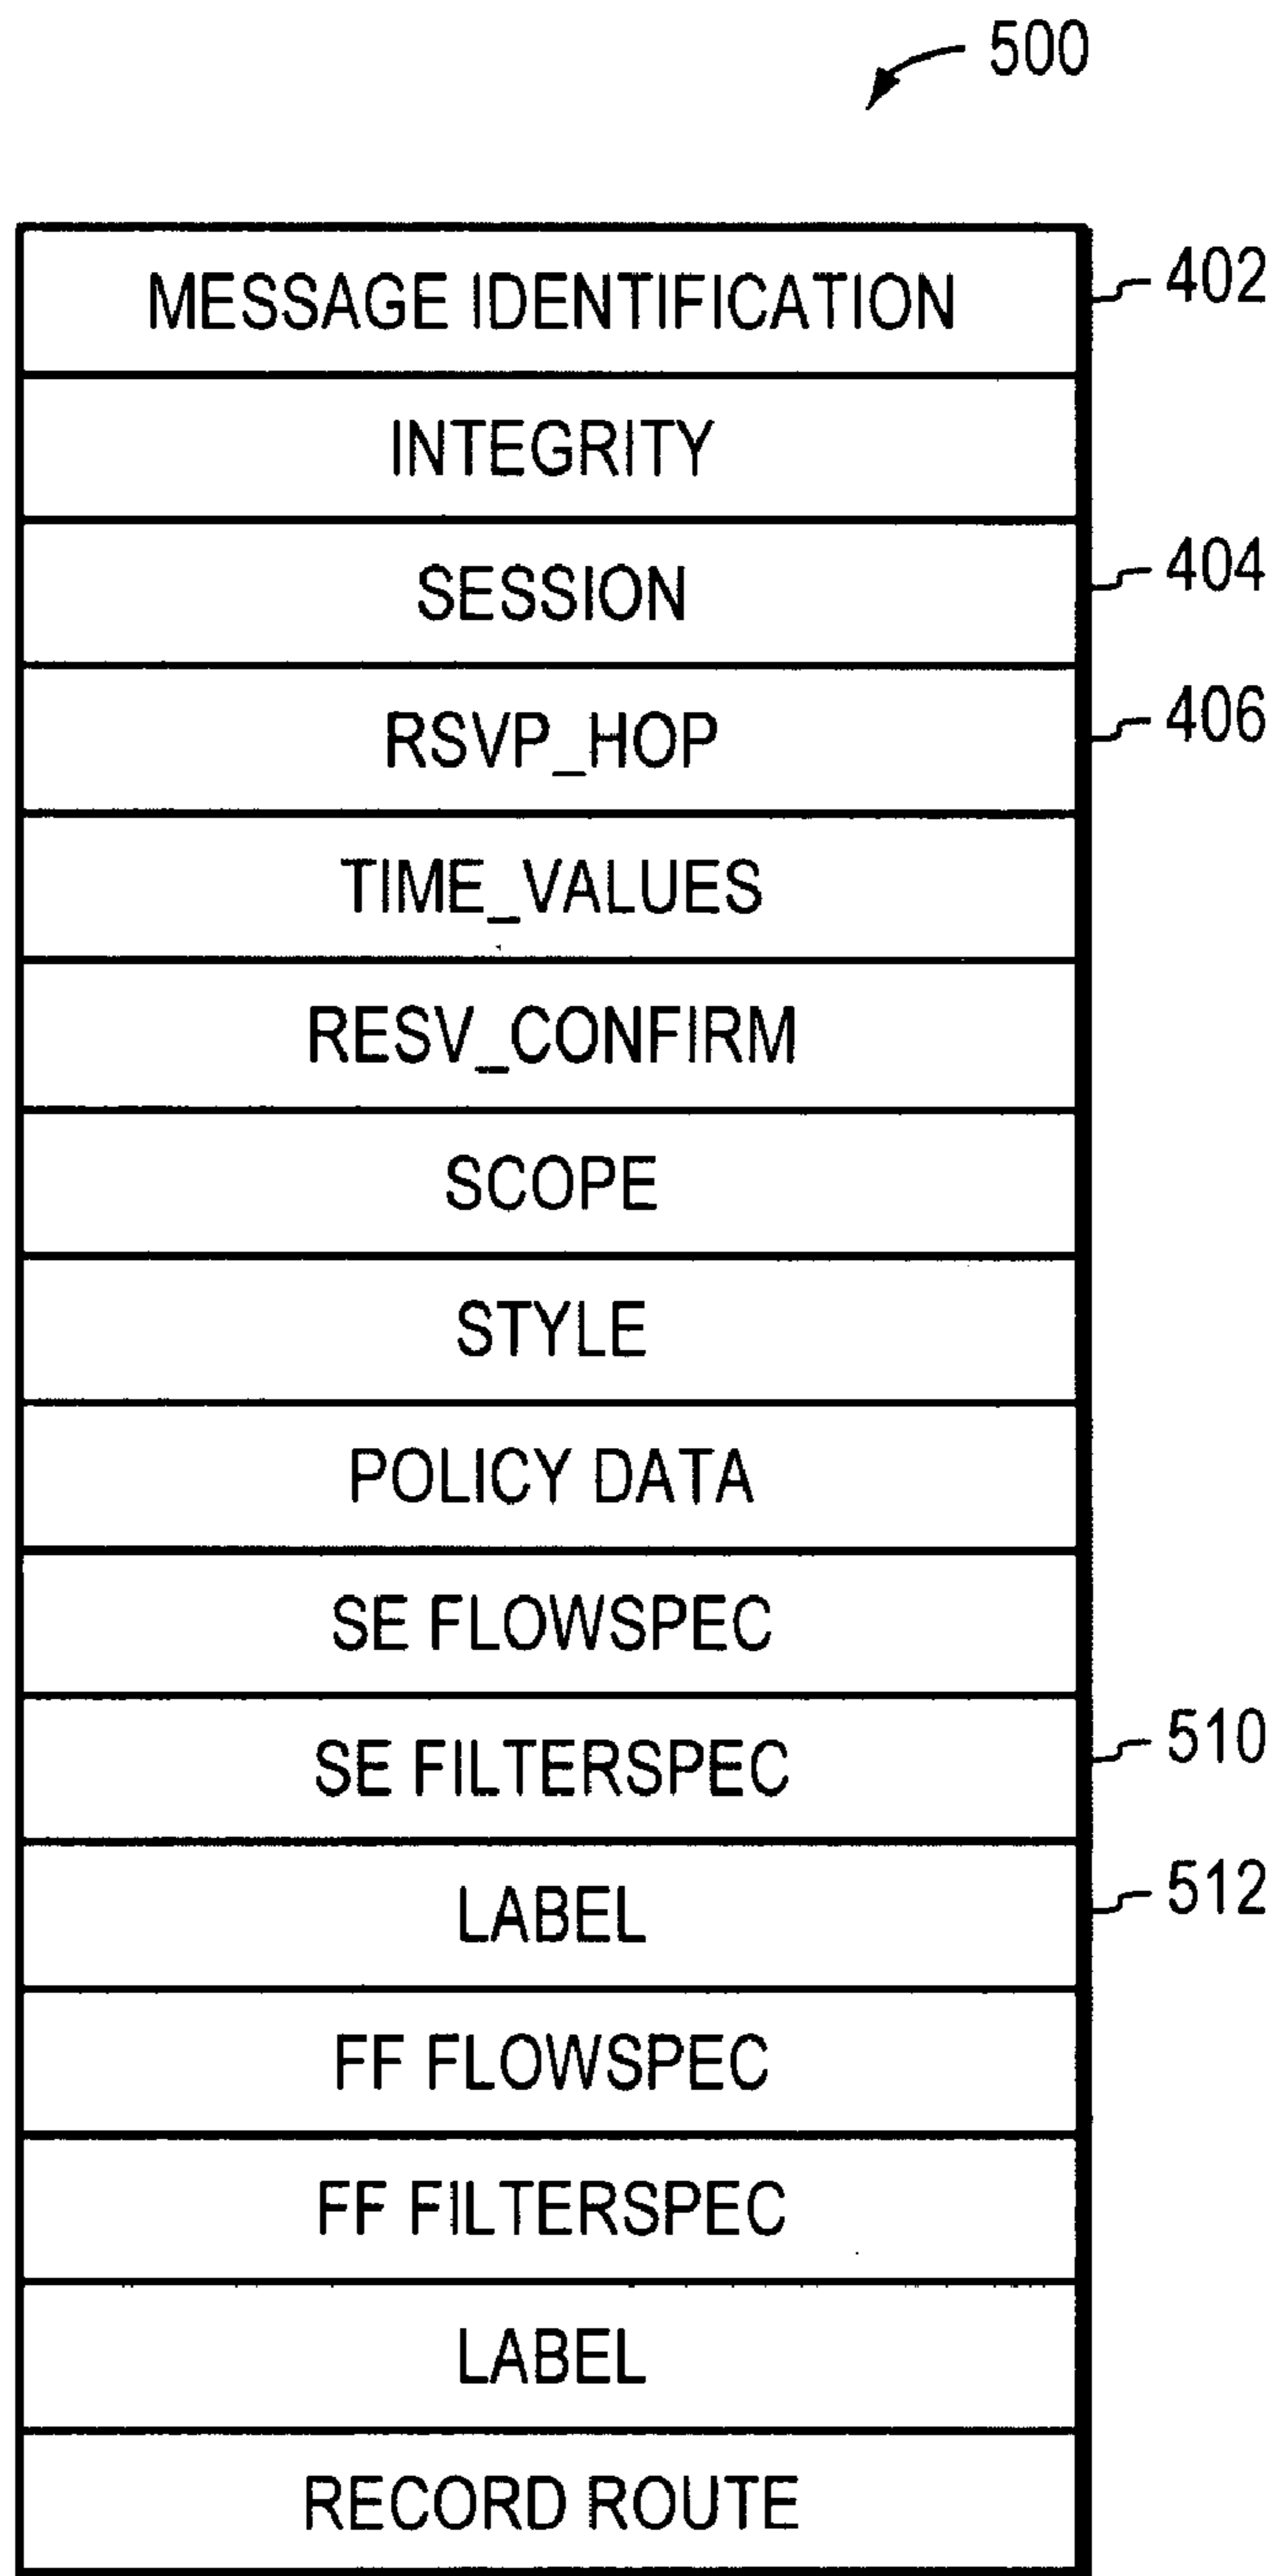 500
MESSAGE IDENTIFICATION 402
INTEGRITY
SESSION 404
RSVP_HOP 406
TIME_VALUES
RESV_CONFIRM
SCOPE
STYLE
POLICY DATA
SE FLOWSPEC
SE FILTERSPEC 510
LABEL 512
FF FLOWSPEC
FF FILTERSPEC
LABEL
RECORD ROUTE